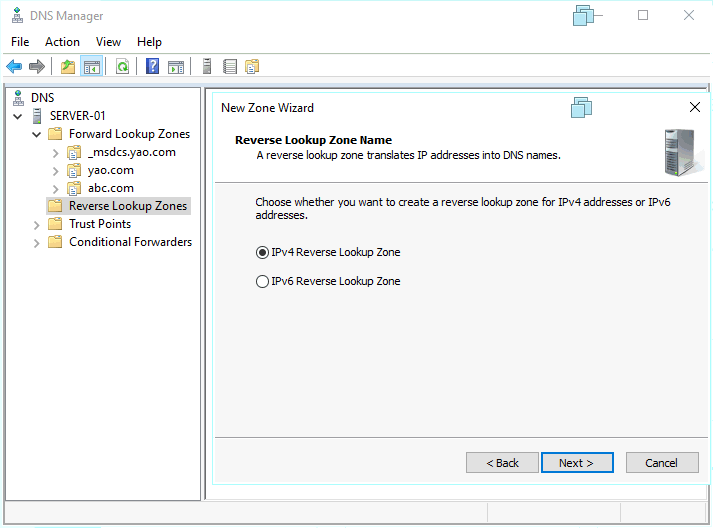 DNS Manager
File Action View Help
DNS
SERVER-01
Forward Lookup Zones
_msdcs.yao.com
yao.com
abc.com
Reverse Lookup Zones
Trust Points
Conditional Forwarders
New Zone Wizard
Reverse Lookup Zone Name
A reverse lookup zone translates IP addresses into DNS names.
Choose whether you want to create a reverse lookup zone for IPv4 addresses or IPv6
addresses.
IPv4 Reverse Lookup Zone
IPv6 Reverse Lookup Zone
< Back Next > Cancel